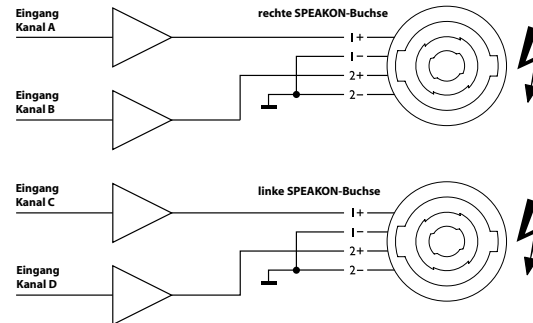 Eingang
Kanal A
rechte SPEAKON-Buchse
1+
1−
2+
2−
Eingang
Kanal B
Eingang
Kanal C
linke SPEAKON-Buchse
1+
1−
2+
2−
Eingang
Kanal D